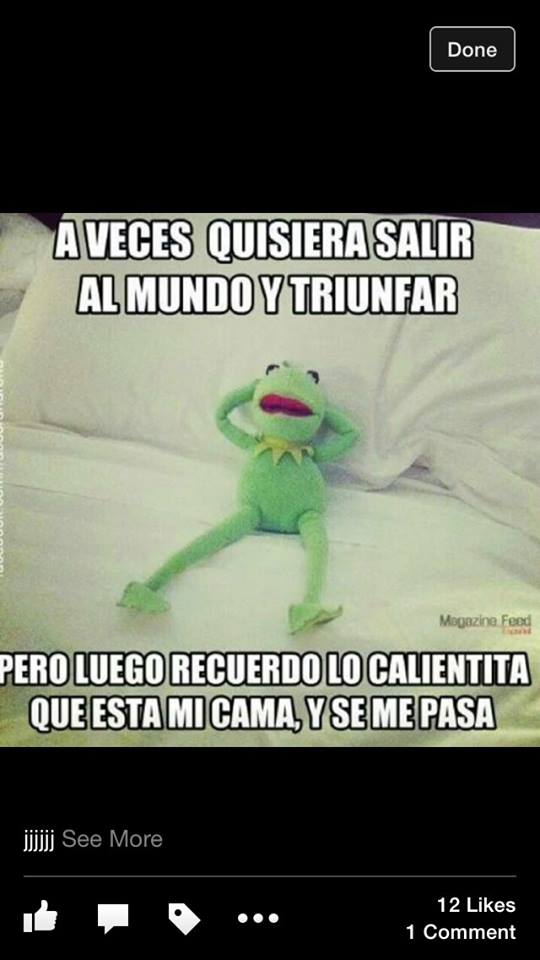 Done
A VECES QUISIERA SALIR
AL MUNDO Y TRIUNFAR
Magazine Feed
Español
PERO LUEGO RECUERDO LO CALIENTITA
QUE ESTA MI CAMA, Y SE ME PASA
jjjjjj See More
12 Likes
1 Comment